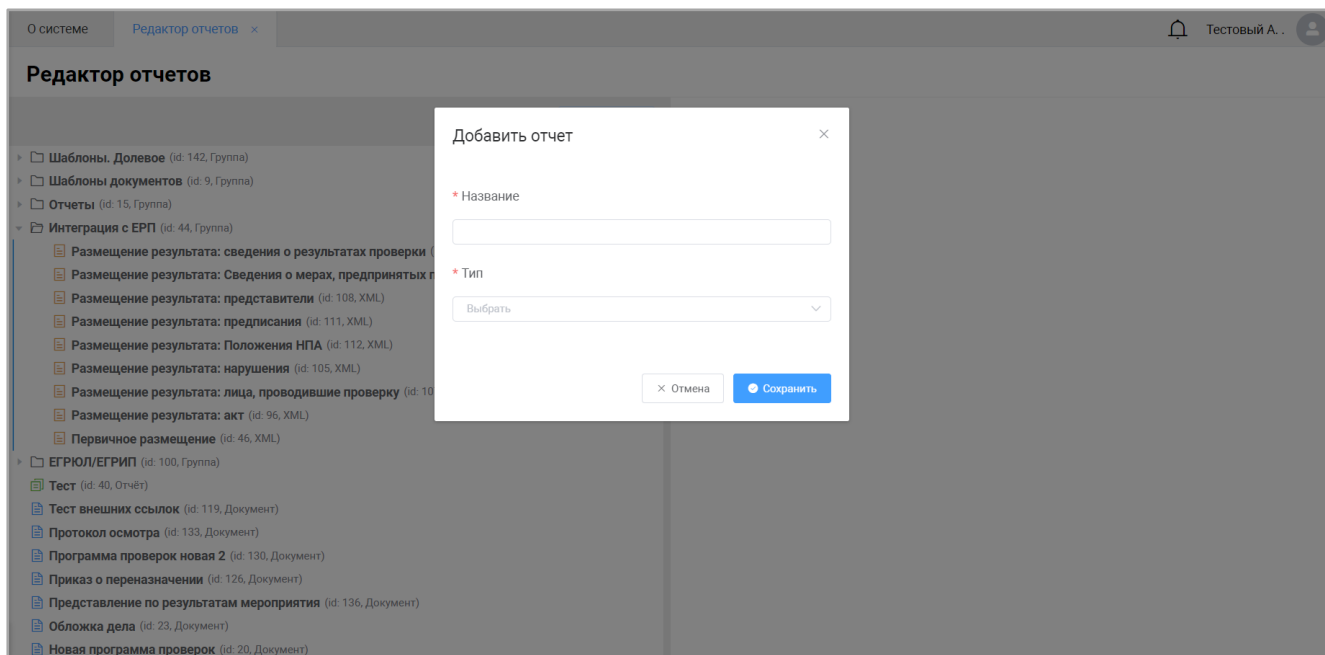 О системе Редактор отчетов × Тестовый А. .
Редактор отчетов
Добавить отчет
* Название
* Тип
Выбрать
Отмена Сохранить
Шаблоны. Долевое (id: 142, Группа)
Шаблоны документов (id: 9, Группа)
Отчеты (id: 15, Группа)
Интеграция с ЕРП (id: 44, Группа)
Размещение результата: сведения о результатах проверки (
Размещение результата: Сведения о мерах, предпринятых
Размещение результата: представители (id: 108, XML)
Размещение результата: предписания (id: 111, XML)
Размещение результата: Положения НПА (id: 112, XML)
Размещение результата: нарушения (id: 105, XML)
Размещение результата: лица, проводившие проверку (id: 10
Размещение результата: акт (id: 96, XML)
Первичное размещение (id: 46, XML)
ЕГРЮЛ/ЕГРИП (id: 100, Группа)
Тест (id: 40, Отчёт)
Тест внешних ссылок (id: 119, Документ)
Протокол осмотра (id: 133, Документ)
Программа проверок новая 2 (id: 130, Документ)
Приказ о переназначении (id: 126, Документ)
Представление по результатам мероприятия (id: 136, Документ)
Обложка дела (id: 23, Документ)
Новая программа проверок (id: 20, Документ)